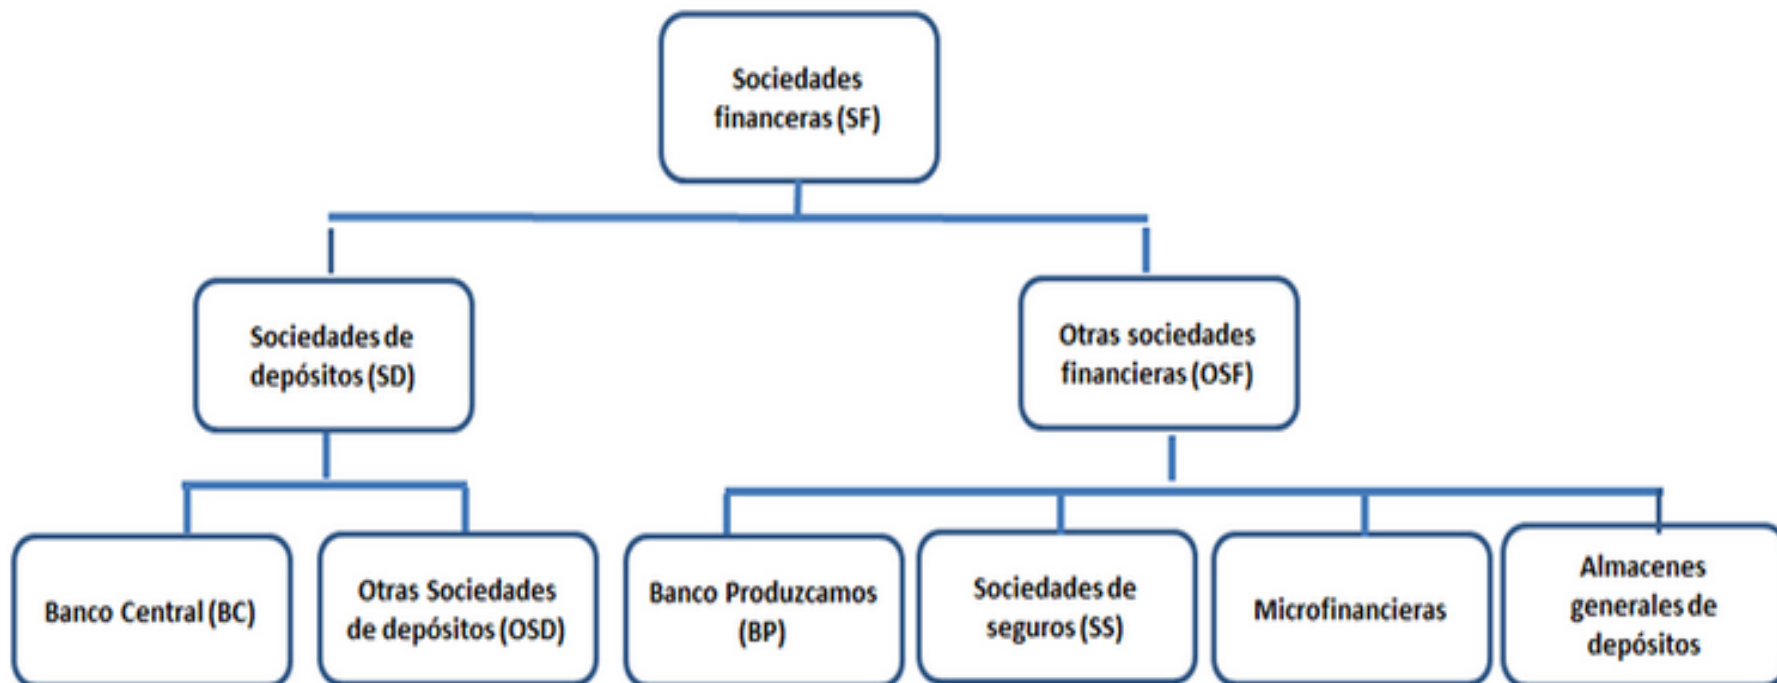 Sociedades
financeras (SF)
Sociedades de
depósitos (SD)
Otras sociedades
financieras (OSF)
Banco Central (BC)
Otras Sociedades
de depósitos (OSD)
Banco Produzcamos
(BP)
Sociedades de
seguros (SS)
Microfinancieras
Almacenes
generales de
depósitos